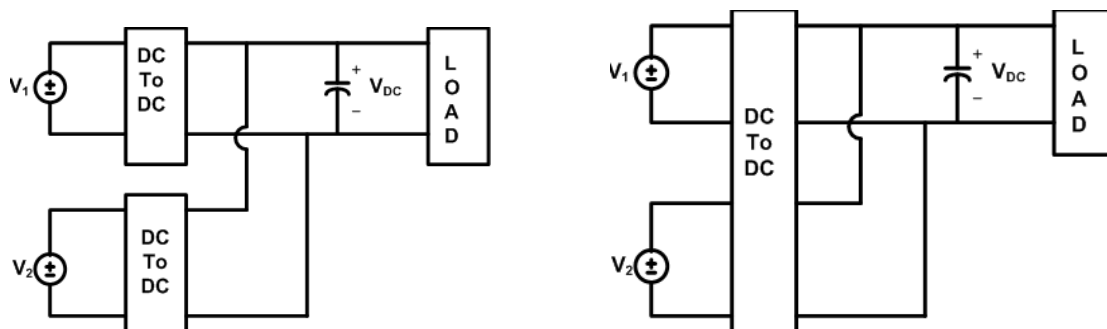 V1
DC
To
DC
+
VDC
–
L
O
A
D
V2
DC
To
DC
V1
DC
To
DC
+
VDC
–
L
O
A
D
V2